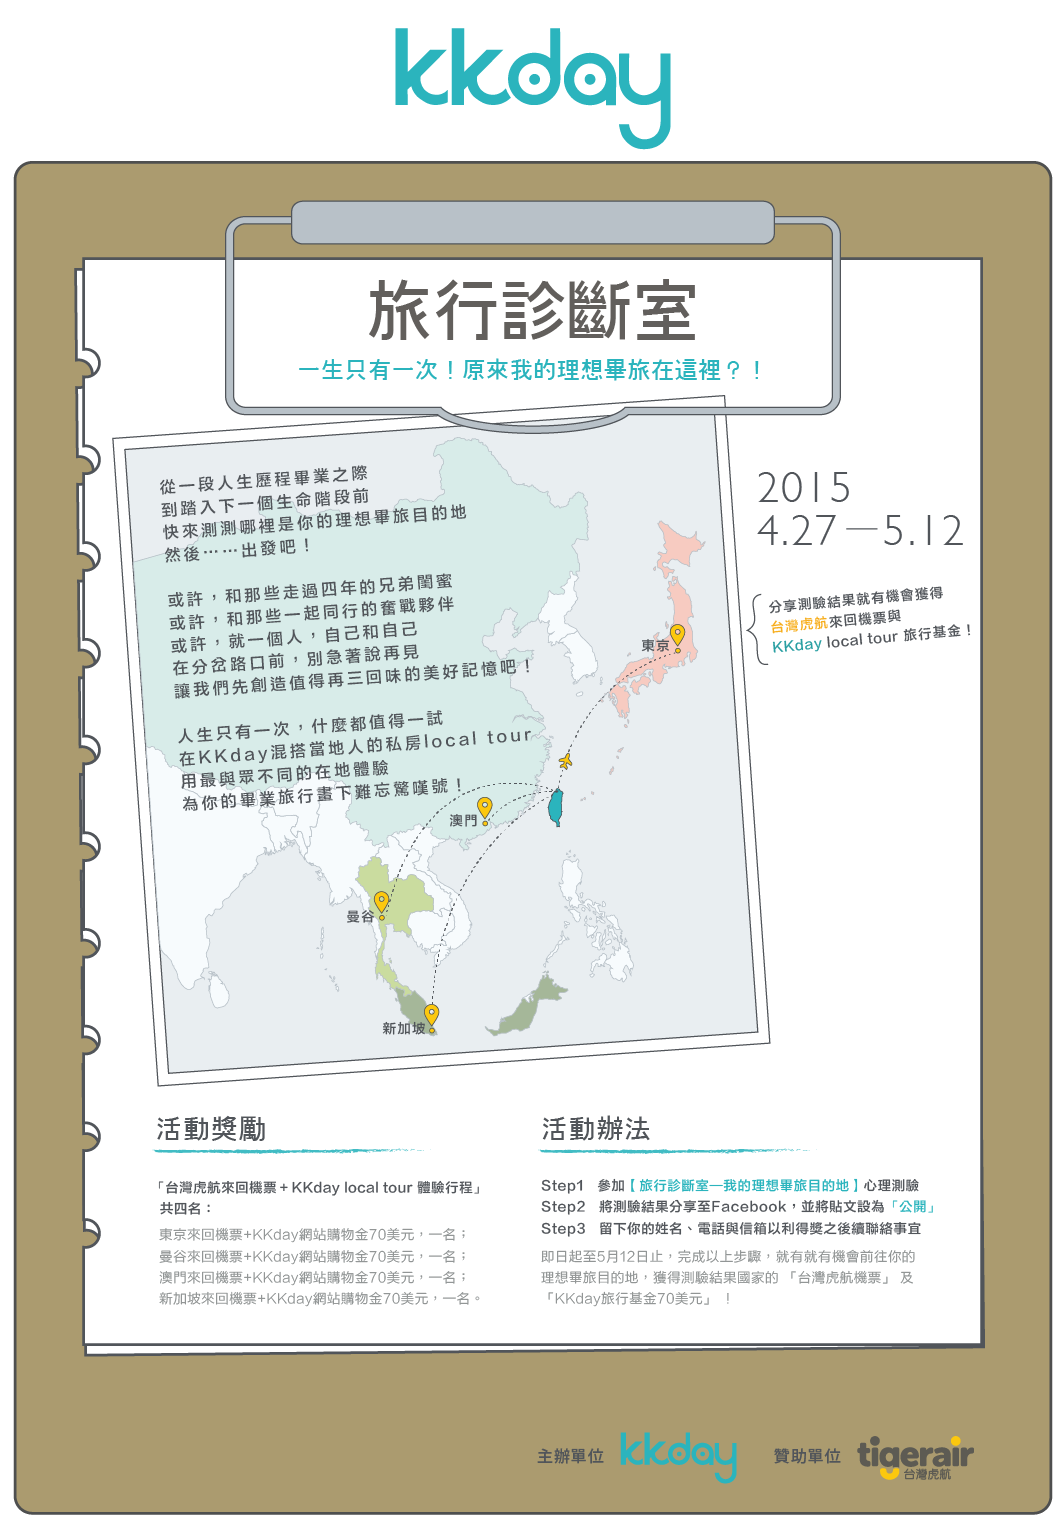 kkday
旅行診斷室
一生只有一次！原來我的理想畢旅在這裡？！
從一段人生歷程畢業之際
到踏入下一個生命階段前
快來測測哪裡是你的理想畢旅目的地
然後……出發吧！
或許，和那些走過四年的兄弟閨蜜
或許，和那些一起同行的奮戰夥伴
或許，就一個人，自己和自己
在分岔路口前，別急著說再見
讓我們先創造值得再三回味的美好記憶吧！
人生只有一次，什麼都值得一試
在KKday混搭當地人的私房local tour
用最與眾不同的在地體驗
為你的畢業旅行畫下難忘驚嘆號！
2015
4.27—5.12
分享測驗結果就有機會獲得
台灣虎航來回機票與
KKday local tour 旅行基金！
東京
澳門
曼谷
新加坡
活動獎勵
「台灣虎航來回機票+KKday local tour 體驗行程」
共四名：
東京來回機票+KKday網站購物金70美元，一名；
曼谷來回機票+KKday網站購物金70美元，一名；
澳門來回機票+KKday網站購物金70美元，一名；
新加坡來回機票+KKday網站購物金70美元，一名。
活動辦法
Step1 參加【旅行診斷室—我的理想畢旅目的地】心理測驗
Step2 將測驗結果分享至Facebook，並將貼文設為「公開」
Step3 留下你的姓名、電話與信箱以利得獎之後續聯絡事宜
即日起至5月12日止，完成以上步驟，就有就有機會前往你的
理想畢旅目的地，獲得測驗結果國家的 「台灣虎航機票」 及
「KKday旅行基金70美元」 ！
主辦單位 kkday 贊助單位 tigerair
台灣虎航